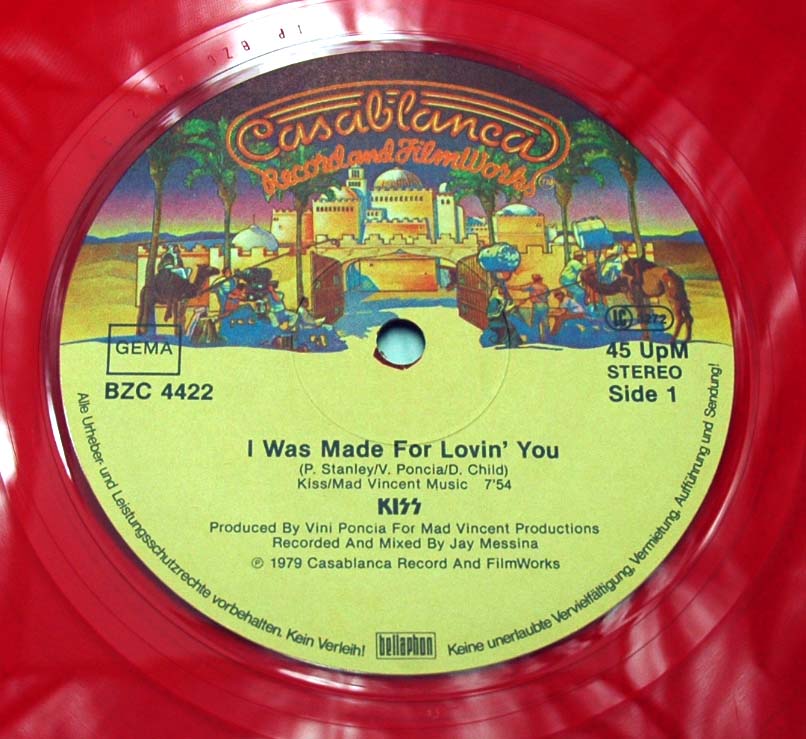 Casablanca
Record and FilmWorks
TM
GEMA
BZC 4422
LC
45 UpM
STEREO
Side 1
I Was Made For Lovin' You
(P. Stanley/V. Poncia/D. Child)
Kiss/Mad Vincent Music 7'54
KISS
Produced By Vini Poncia For Mad Vincent Productions
Recorded And Mixed By Jay Messina
℗ 1979 Casablanca Record And FilmWorks
Alle Urheber- und Leistungsschutzrechte vorbehalten. Kein Verleih! bellaphon Keine unerlaubte Vervielfältigung, Vermietung, Aufführung und Sendung!